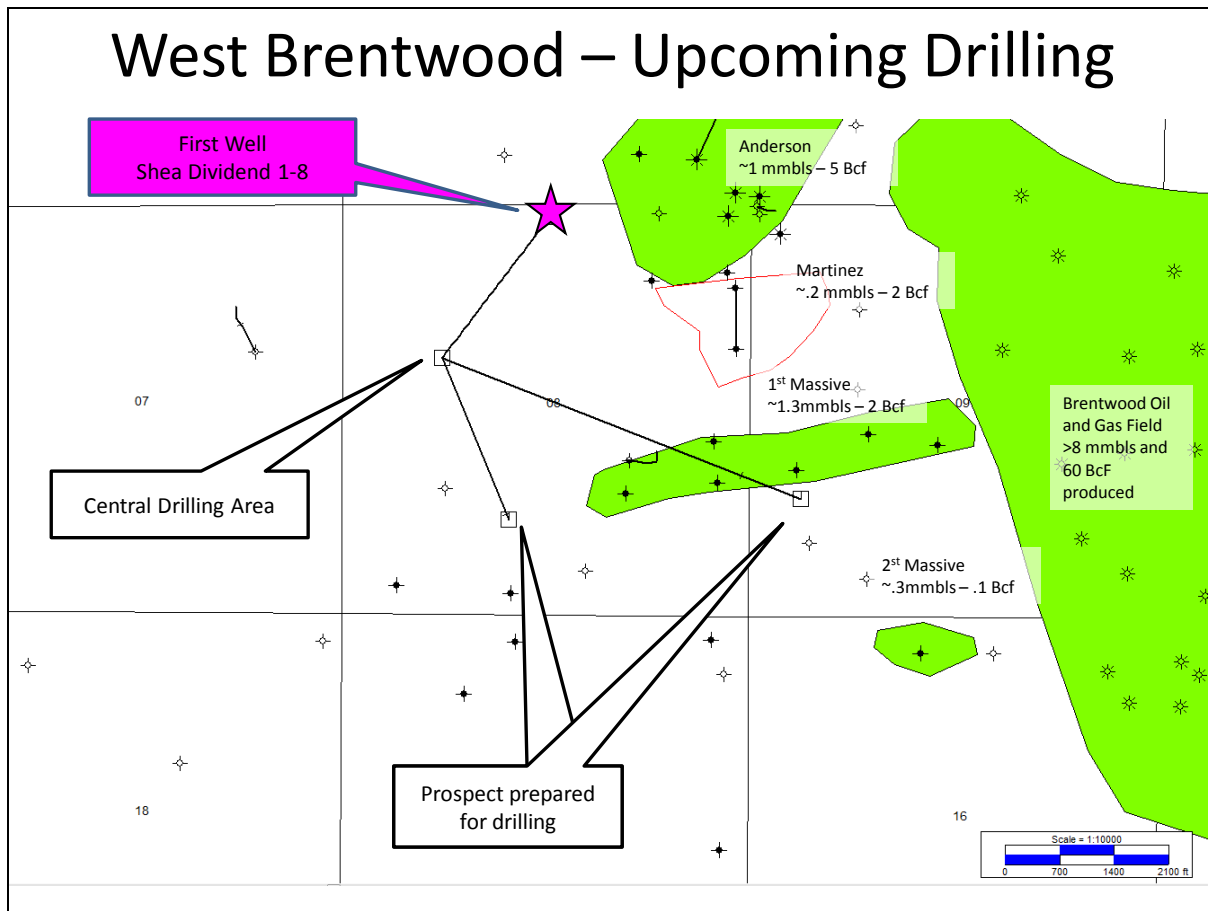 West Brentwood – Upcoming Drilling
First Well
Shea Dividend 1-8
Anderson
~1 mmbls – 5 Bcf
Martinez
~.2 mmbls – 2 Bcf
1st Massive
~1.3mmbls – 2 Bcf
07
08
09
Brentwood Oil
and Gas Field
>8 mmbls and
60 BcF
produced
Central Drilling Area
2st Massive
~.3mmbls – .1 Bcf
Prospect prepared
for drilling
18
16
Scale = 1:10000
0 700 1400 2100 ft